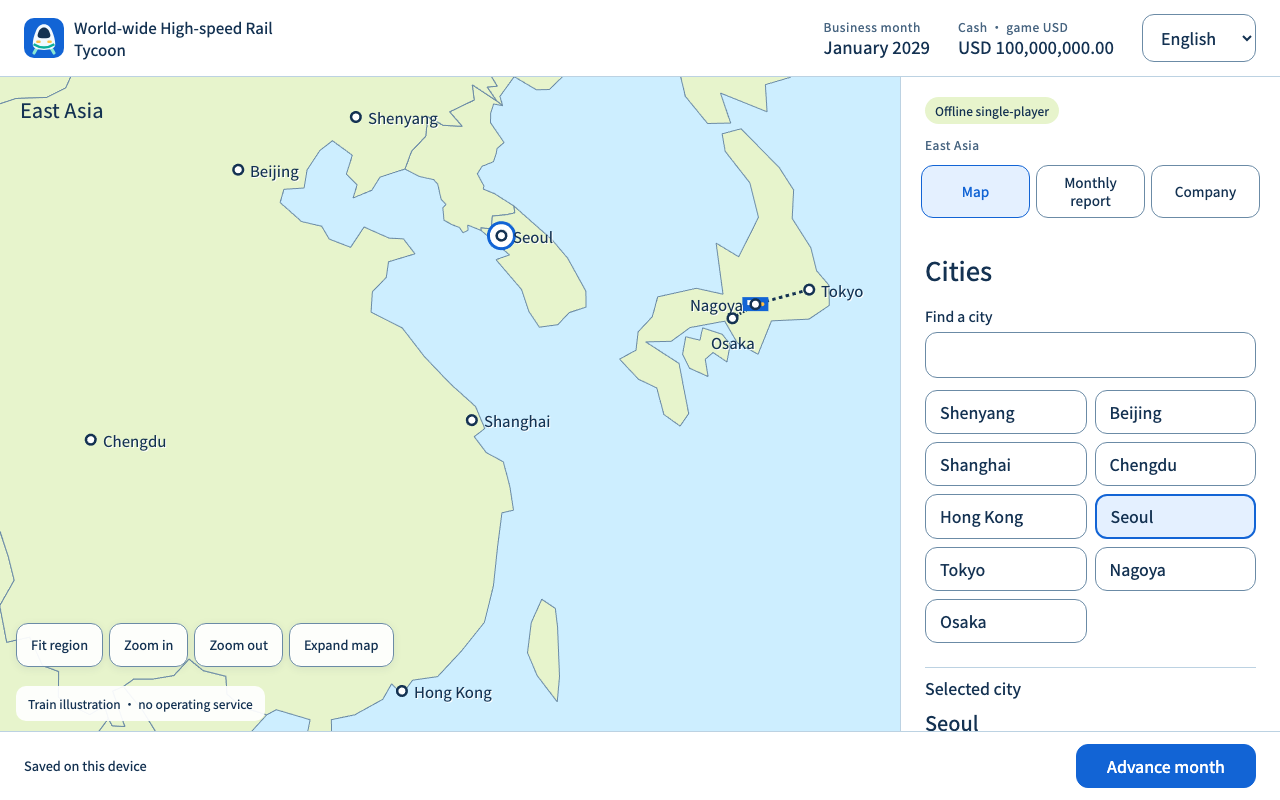 World-wide High-speed Rail
Tycoon
Business month
January 2029
Cash · game USD
USD 100,000,000.00
English
East Asia
Shenyang
Beijing
Seoul
Tokyo
Nagoya
Osaka
Shanghai
Chengdu
Hong Kong
Fit region
Zoom in
Zoom out
Expand map
Train illustration · no operating service
Offline single-player
East Asia
Map
Monthly
report
Company
Cities
Find a city
Shenyang
Beijing
Shanghai
Chengdu
Hong Kong
Seoul
Tokyo
Nagoya
Osaka
Selected city
Seoul
Saved on this device
Advance month